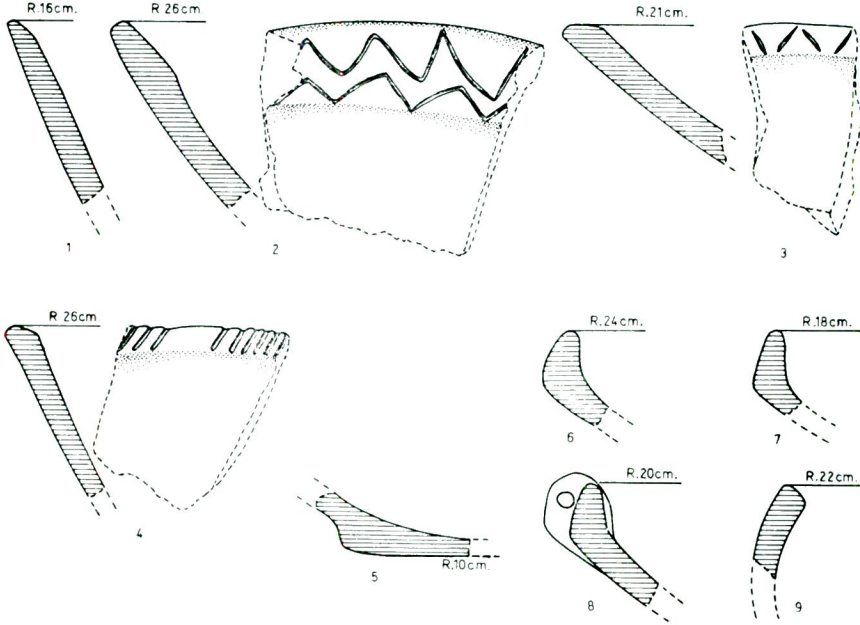 R.16cm.
R 26cm.
R.21cm.
1
2
3
R.26cm.
R.24cm.
R.18cm.
4
5
R.10cm.
6
7
R.20cm.
R.22cm.
8
9